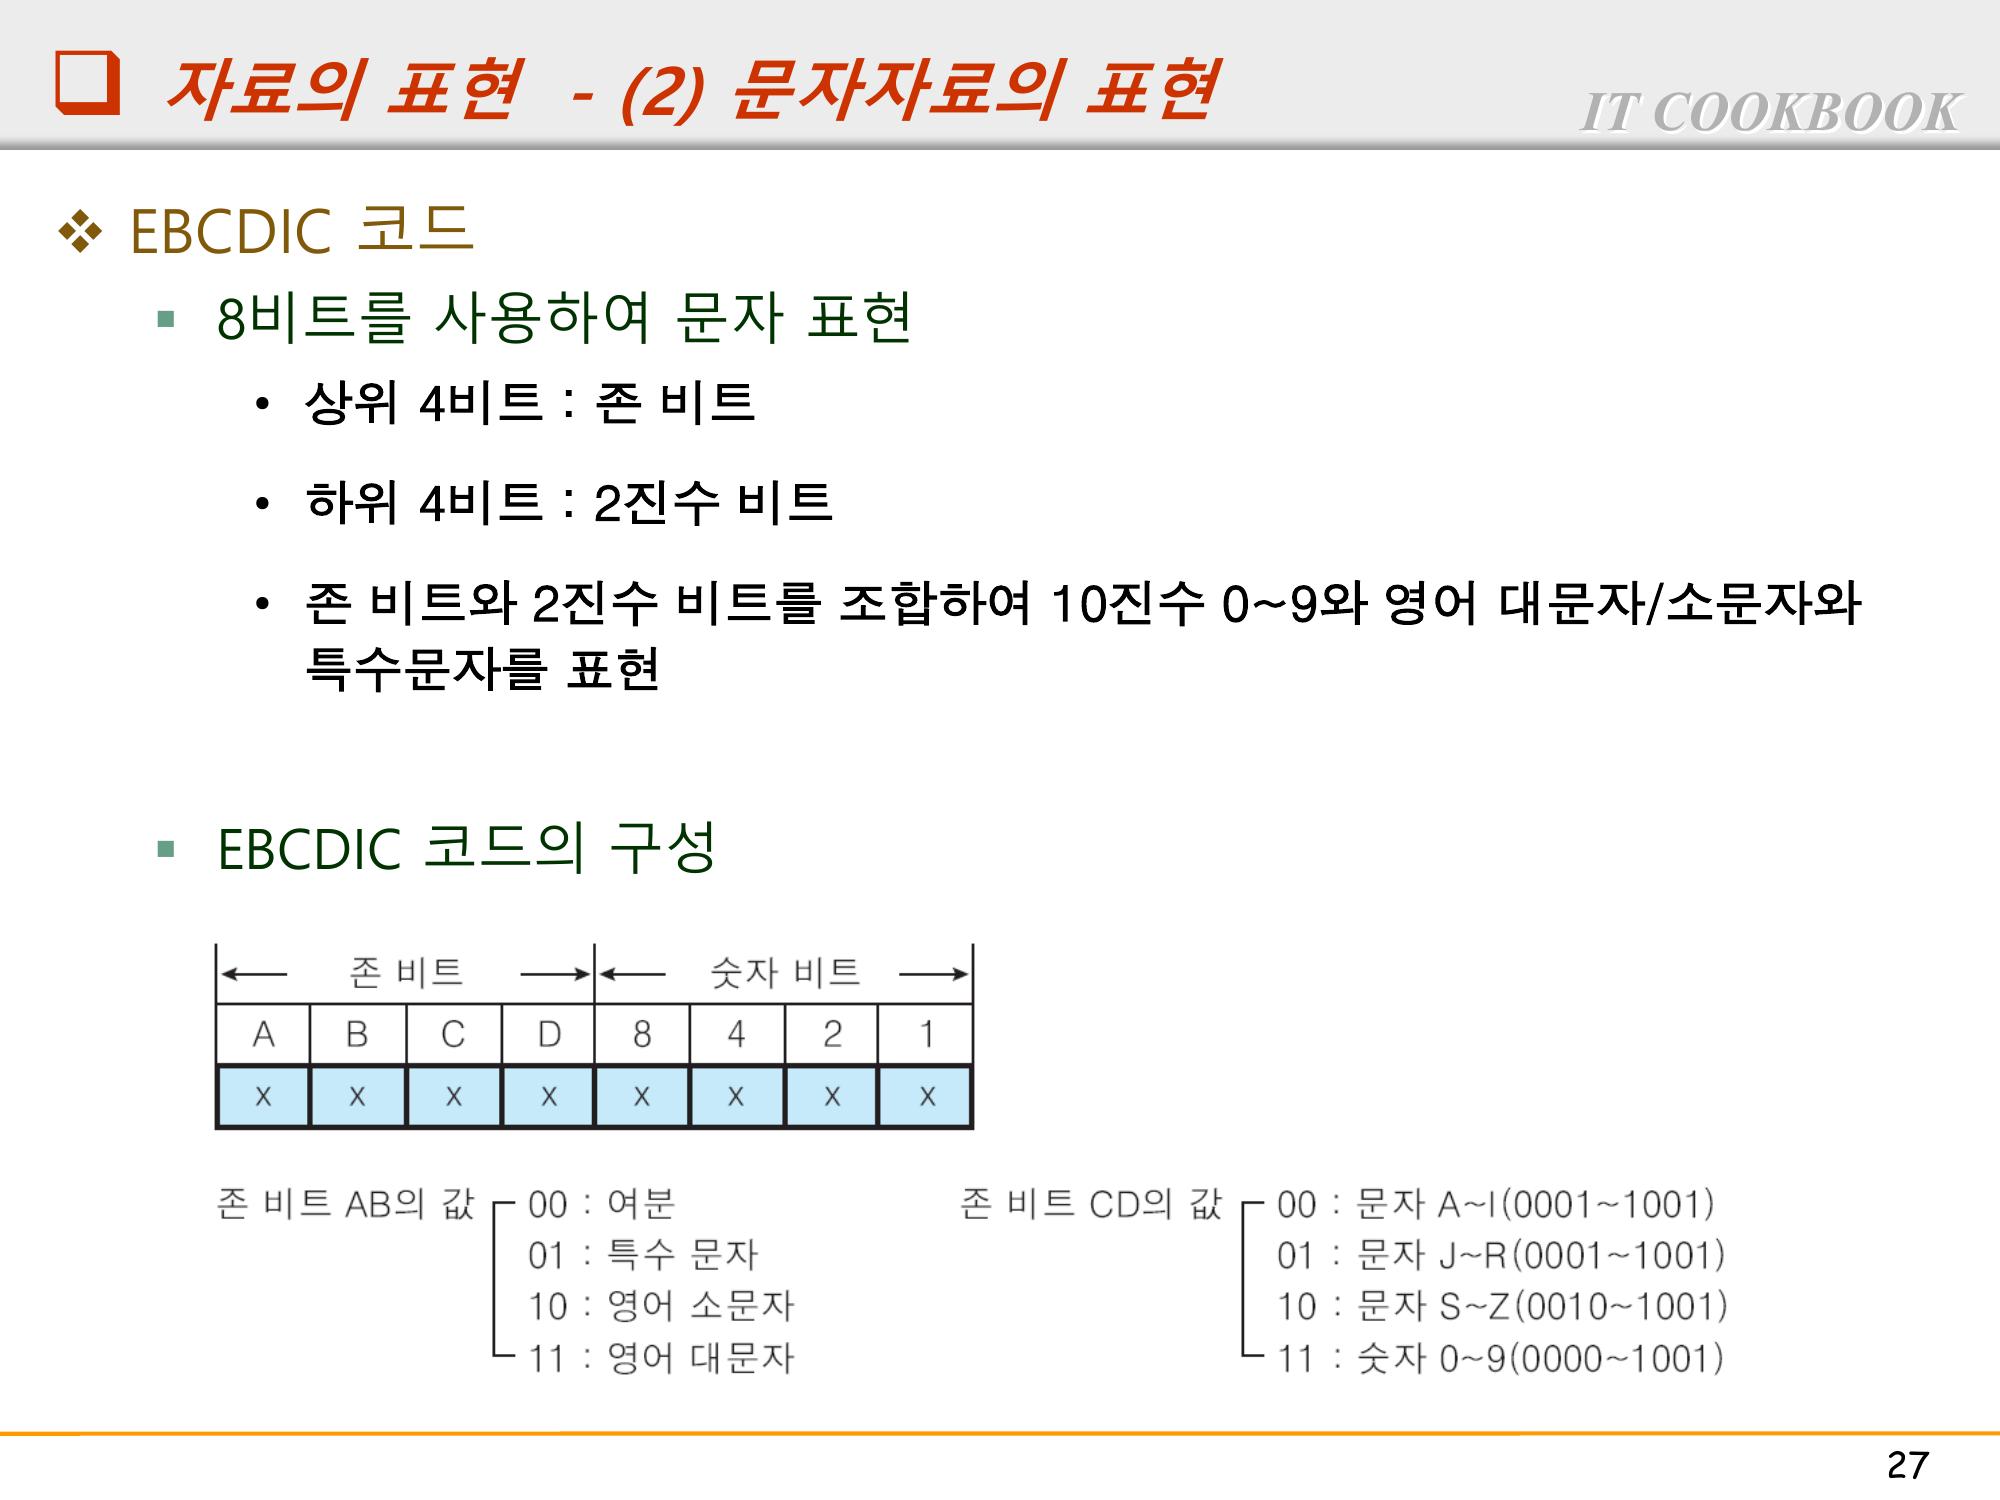 ❑ 자료의 표현 - (2) 문자자료의 표현
IT COOKBOOK
❖ EBCDIC 코드
▪ 8비트를 사용하여 문자 표현
• 상위 4비트 : 존 비트
• 하위 4비트 : 2진수 비트
• 존 비트와 2진수 비트를 조합하여 10진수 0~9와 영어 대문자/소문자와
특수문자를 표현
▪ EBCDIC 코드의 구성
존 비트 숫자 비트
A B C D 8 4 2 1
x x x x x x x x
존 비트 AB의 값 00 : 여분
01 : 특수 문자
10 : 영어 소문자
11 : 영어 대문자
존 비트 CD의 값 00 : 문자 A~I(0001~1001)
01 : 문자 J~R(0001~1001)
10 : 문자 S~Z(0010~1001)
11 : 숫자 0~9(0000~1001)
27